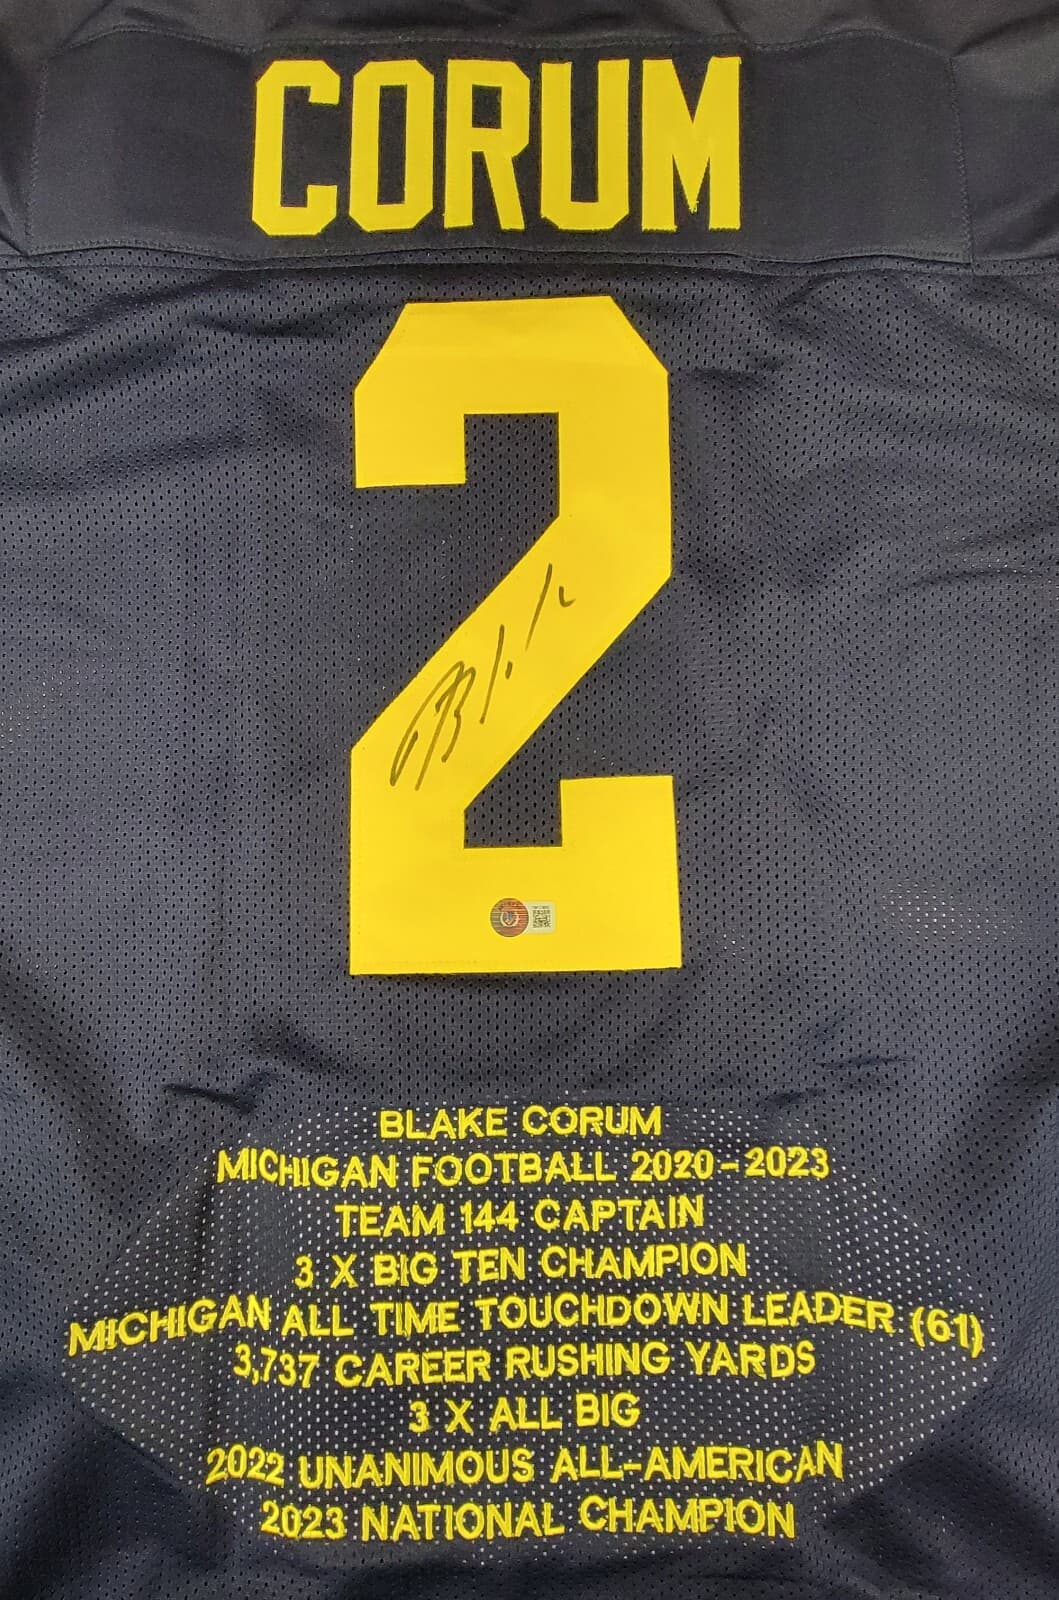 CORUM
2
BLAKE CORUM
MICHIGAN FOOTBALL 2020-2023
TEAM 144 CAPTAIN
3 X BIG TEN CHAMPION
MICHIGAN ALL TIME TOUCHDOWN LEADER (61)
3,737 CAREER RUSHING YARDS
3 X ALL BIG
2022 UNANIMOUS ALL-AMERICAN
2023 NATIONAL CHAMPION